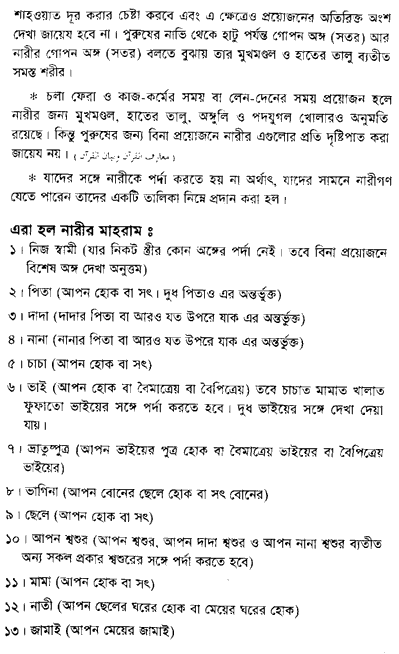 শাহওয়াত দূর করার চেষ্টা করবে এবং এ ক্ষেত্রেও প্রয়োজনের অতিরিক্ত অংশ
দেখা জায়েয হবে না। পুরুষের নাভি থেকে হাটু পর্যন্ত গোপন অঙ্গ (সতর) আর
নারীর গোপন অঙ্গ (সতর) বলতে বুঝায় তার মুখমণ্ডল ও হাতের তালু ব্যতীত
সমস্ত শরীর।
* চলা ফেরা ও কাজ-কর্মের সময় বা লেন-দেনের সময় প্রয়োজন হলে
নারীর জন্য মুখমণ্ডল, হাতের তালু, অঙ্গুলি ও পদযুগল খোলারও অনুমতি
রয়েছে। কিন্তু পুরুষের জন্য বিনা প্রয়োজনে নারীর এগুলোর প্রতি দৃষ্টিপাত করা
জায়েয নয়। (معارف القرآن وبيان القرآن)
* যাদের সঙ্গে নারীকে পর্দা করতে হয় না অর্থাৎ, যাদের সামনে নারীগণ
যেতে পারেন তাদের একটি তালিকা নিম্নে প্রদান করা হল।
এরা হল নারীর মাহরাম ঃ
১। নিজ স্বামী (যার নিকট স্ত্রীর কোন অঙ্গের পর্দা নেই। তবে বিনা প্রয়োজনে
বিশেষ অঙ্গ দেখা অনুত্তম)
২। পিতা (আপন হোক বা সৎ। দুধ পিতাও এর অন্তর্ভুক্ত)
৩। দাদা (দাদার পিতা বা আরও যত উপরে যাক এর অন্তর্ভুক্ত)
৪। নানা (নানার পিতা বা আরও যত উপরে যাক এর অন্তর্ভুক্ত)
৫। চাচা (আপন হোক বা সৎ)
৬। ভাই (আপন হোক বা বৈমাত্রেয় বা বৈপিত্রেয়) তবে চাচাত মামাত খালাত
ফুফাতো ভাইয়ের সঙ্গে পর্দা করতে হবে। দুধ ভাইয়ের সঙ্গে দেখা দেয়া
যায়।
৭। ভ্রাতুষ্পুত্র (আপন ভাইয়ের পুত্র হোক বা বৈমাত্রেয় ভাইয়ের বা বৈপিত্রেয়
ভাইয়ের)
৮। ভাগিনা (আপন বোনের ছেলে হোক বা সৎ বোনের)
৯। ছেলে (আপন হোক বা সৎ)
১০। আপন শ্বশুর (আপন শ্বশুর, আপন দাদা শ্বশুর ও আপন নানা শ্বশুর ব্যতীত
অন্য সকল প্রকার শ্বশুরের সঙ্গে পর্দা করতে হবে)
১১। মামা (আপন হোক বা সৎ)
১২। নাতী (আপন ছেলের ঘরের হোক বা মেয়ের ঘরের হোক)
১৩। জামাই (আপন মেয়ের জামাই)